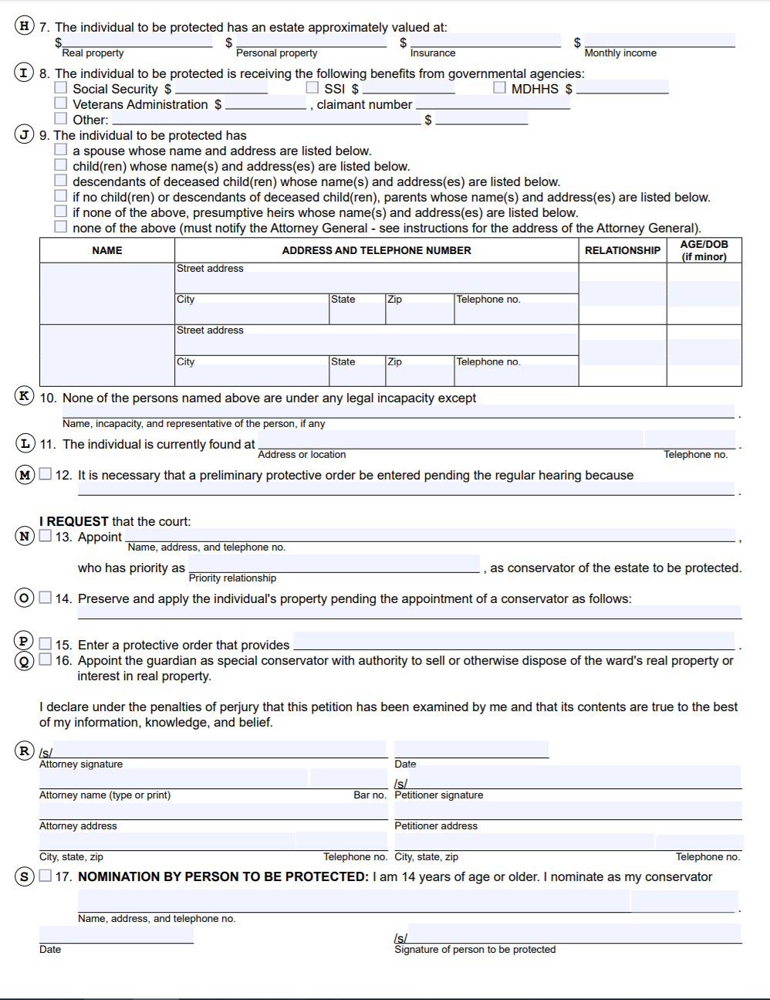 H 7. The individual to be protected has an estate approximately valued at:
$ $ $ $
Real property Personal property Insurance Monthly income
I 8. The individual to be protected is receiving the following benefits from governmental agencies:
Social Security $ SSI $ MDHHS $
Veterans Administration $ , claimant number
Other: $
J 9. The individual to be protected has
a spouse whose name and address are listed below.
child(ren) whose name(s) and address(es) are listed below.
descendants of deceased child(ren) whose name(s) and address(es) are listed below.
if no child(ren) or descendants of deceased child(ren), parents whose name(s) and address(es) are listed below.
if none of the above, presumptive heirs whose name(s) and address(es) are listed below.
none of the above (must notify the Attorney General - see instructions for the address of the Attorney General).
NAME ADDRESS AND TELEPHONE NUMBER RELATIONSHIP AGE/DOB
(if minor)
Street address
City State Zip Telephone no.
Street address
City State Zip Telephone no.
K 10. None of the persons named above are under any legal incapacity except
.
Name, incapacity, and representative of the person, if any
L 11. The individual is currently found at .
Address or location Telephone no.
M 12. It is necessary that a preliminary protective order be entered pending the regular hearing because
.
I REQUEST that the court:
N 13. Appoint ,
Name, address, and telephone no.
who has priority as , as conservator of the estate to be protected.
Priority relationship
O 14. Preserve and apply the individual's property pending the appointment of a conservator as follows:
P 15. Enter a protective order that provides .
Q 16. Appoint the guardian as special conservator with authority to sell or otherwise dispose of the ward's real property or
interest in real property.
I declare under the penalties of perjury that this petition has been examined by me and that its contents are true to the best
of my information, knowledge, and belief.
R /s/
Attorney signature Date
/s/
Attorney name (type or print) Bar no. Petitioner signature
Attorney address Petitioner address
City, state, zip Telephone no. City, state, zip Telephone no.
S 17. NOMINATION BY PERSON TO BE PROTECTED: I am 14 years of age or older. I nominate as my conservator
.
Name, address, and telephone no.
/s/
Date Signature of person to be protected